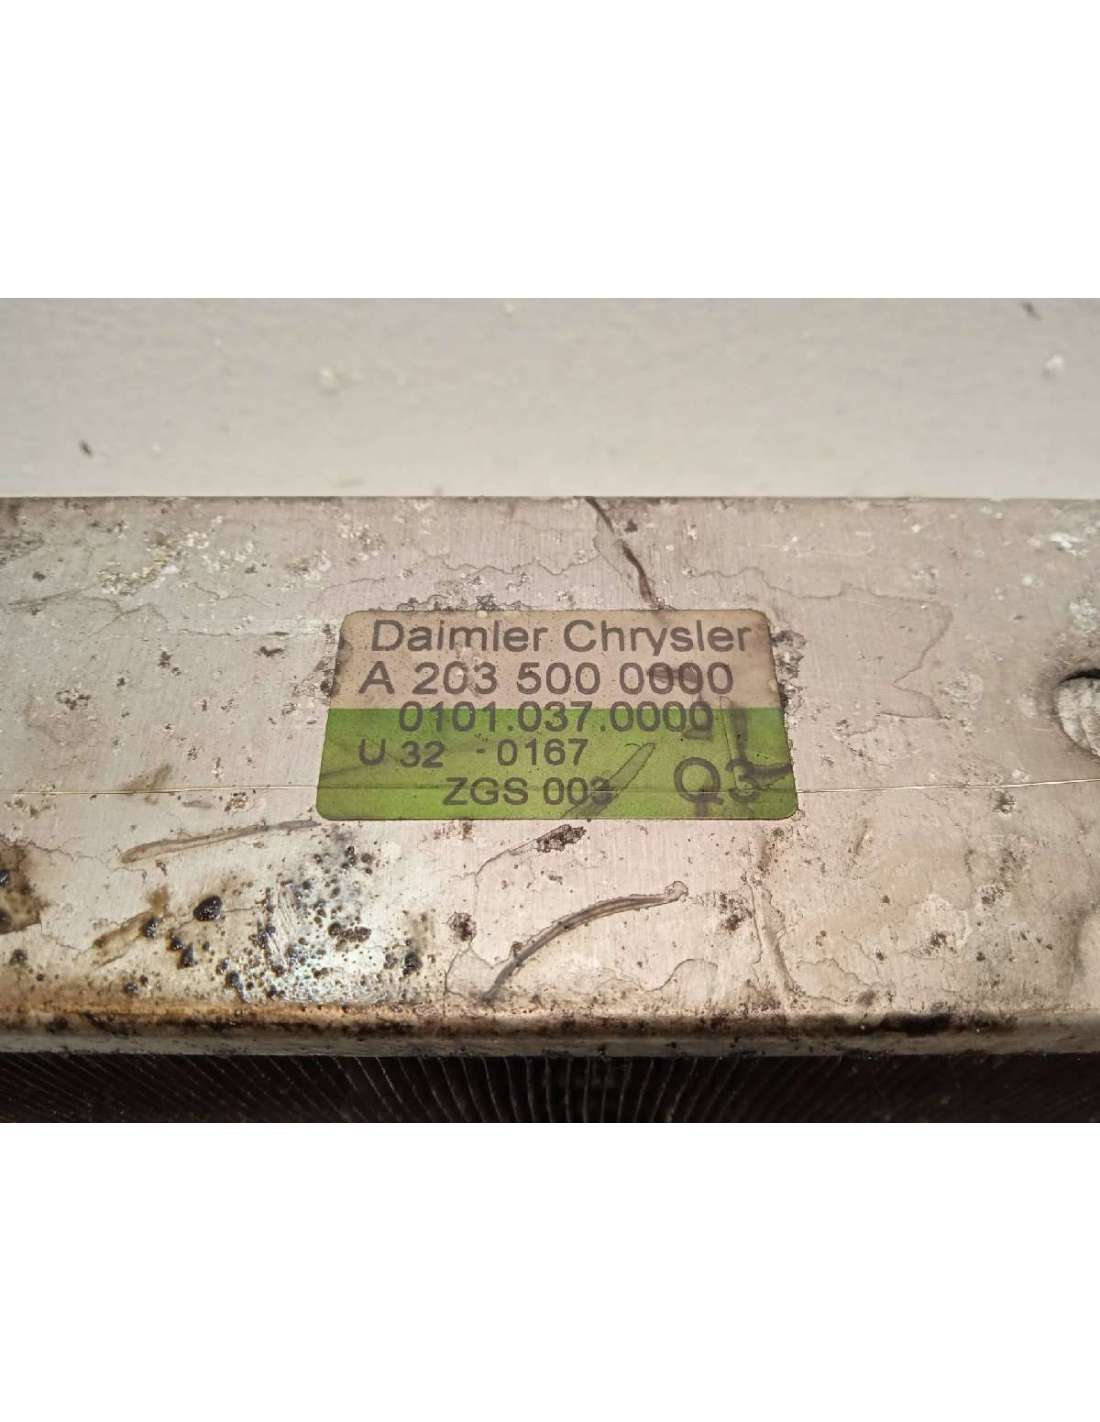 Daimler Chrysler
A 203 500 0000
0101.037.0000
U 32 - 0167
ZGS 003 Q3